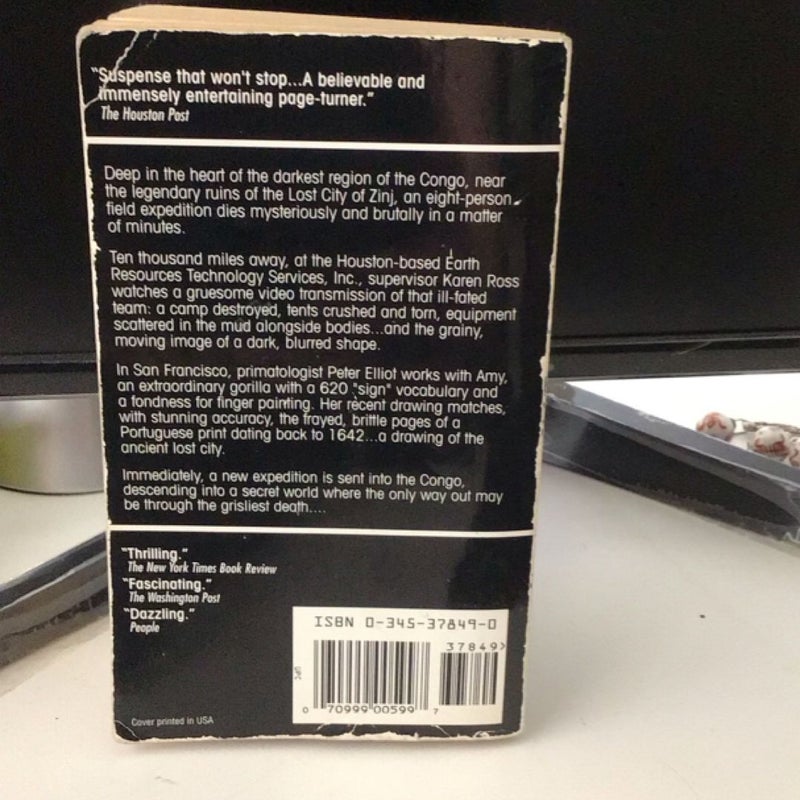 "Suspense that won't stop...A believable and
immensely entertaining page-turner."
The Houston Post
Deep in the heart of the darkest region of the Congo, near
the legendary ruins of the Lost City of Zinj, an eight-person
field expedition dies mysteriously and brutally in a matter
of minutes.
Ten thousand miles away, at the Houston-based Earth
Resources Technology Services, Inc., supervisor Karen Ross
watches a gruesome video transmission of that ill-fated
team: a camp destroyed, tents crushed and torn, equipment
scattered in the mud alongside bodies...and the grainy,
moving image of a dark, blurred shape.
In San Francisco, primatologist Peter Elliot works with Amy,
an extraordinary gorilla with a 620 "sign" vocabulary and
a fondness for finger painting. Her recent drawing matches,
with stunning accuracy, the frayed, brittle pages of a
Portuguese print dating back to 1642...a drawing of the
ancient lost city.
Immediately, a new expedition is sent into the Congo,
descending into a secret world where the only way out may
be through the grisliest death....
"Thrilling."
The New York Times Book Review
"Fascinating."
The Washington Post
"Dazzling."
People
ISBN 0-345-37849-0
37849>
UPC
0 70999 00599 7
Cover printed in USA